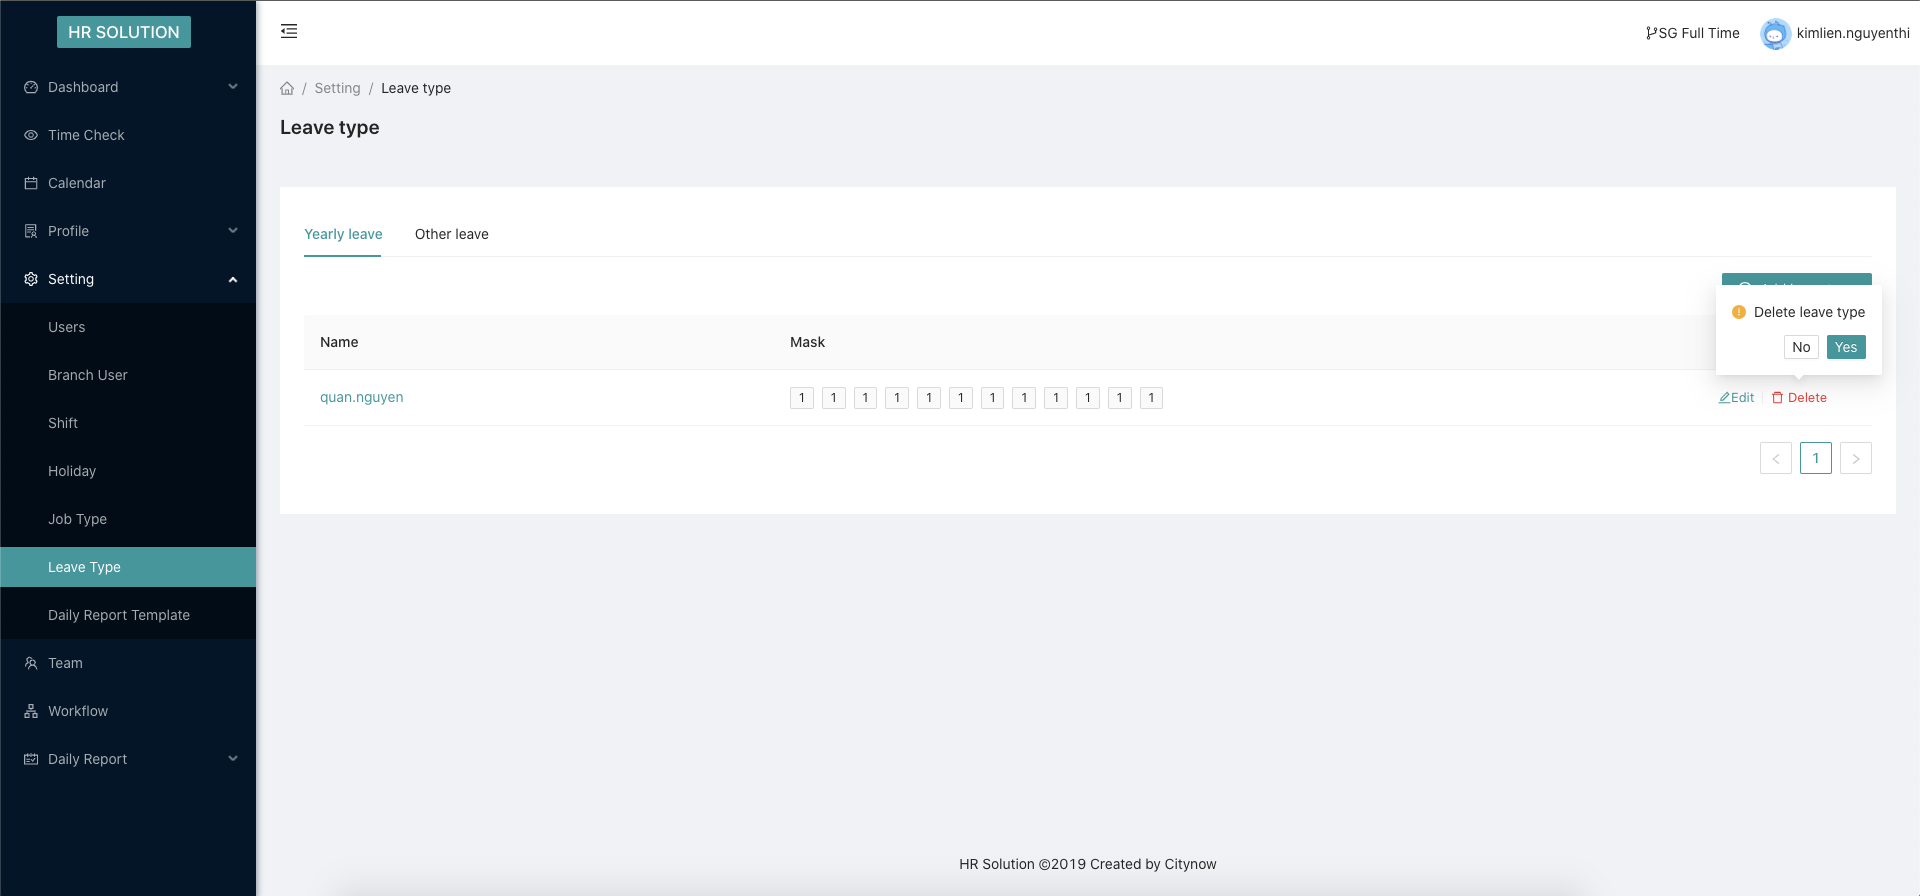 HR SOLUTION
SG Full Time
kimlien.nguyenthi
Dashboard
Time Check
Calendar
Profile
Setting
Users
Branch User
Shift
Holiday
Job Type
Leave Type
Daily Report Template
Team
Workflow
Daily Report
/ Setting / Leave type
Leave type
Yearly leave
Other leave
Delete leave type
No
Yes
Name
Mask
quan.nguyen
1 1 1 1 1 1 1 1 1 1 1 1
Edit
Delete
< 1 >
HR Solution ©2019 Created by Citynow